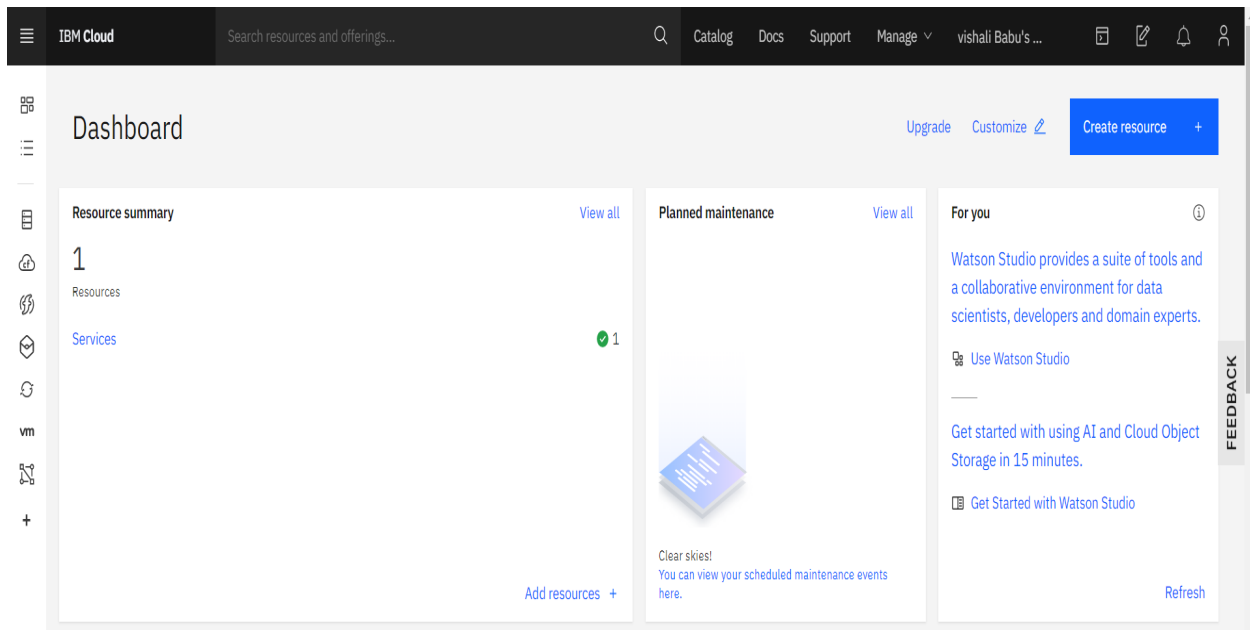 IBM Cloud
Search resources and offerings...
Catalog
Docs
Support
Manage
vishali Babu's ...
Dashboard
Upgrade
Customize
Create resource +
Resource summary
View all
1
Resources
Services
1
Add resources +
Planned maintenance
View all
Clear skies!
You can view your scheduled maintenance events
here.
For you
Watson Studio provides a suite of tools and
a collaborative environment for data
scientists, developers and domain experts.
Use Watson Studio
Get started with using AI and Cloud Object
Storage in 15 minutes.
Get Started with Watson Studio
Refresh
FEEDBACK
cf
vm
+